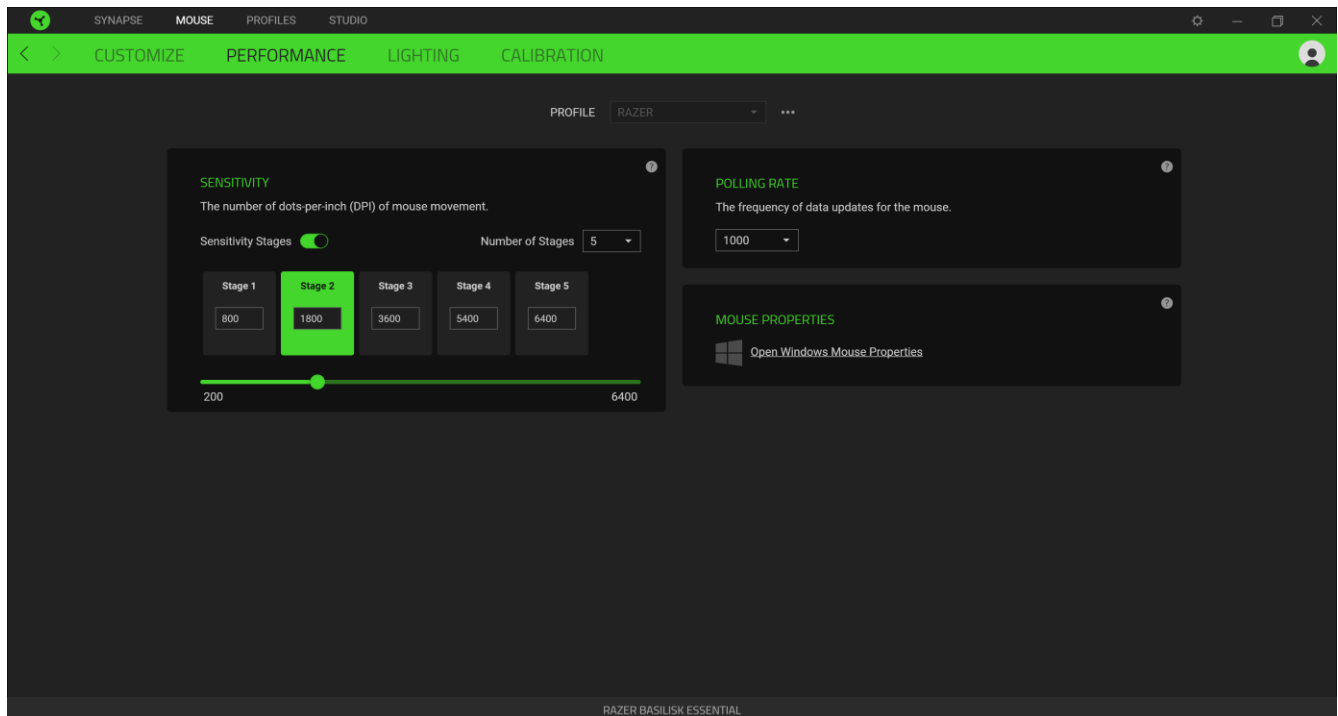 SYNAPSE MOUSE PROFILES STUDIO
CUSTOMIZE PERFORMANCE LIGHTING CALIBRATION
PROFILE RAZER
SENSITIVITY
The number of dots-per-inch (DPI) of mouse movement.
Sensitivity Stages Number of Stages 5
Stage 1 Stage 2 Stage 3 Stage 4 Stage 5
800 1800 3600 5400 6400
200 6400
POLLING RATE
The frequency of data updates for the mouse.
1000
MOUSE PROPERTIES
Open Windows Mouse Properties
RAZER BASILISK ESSENTIAL